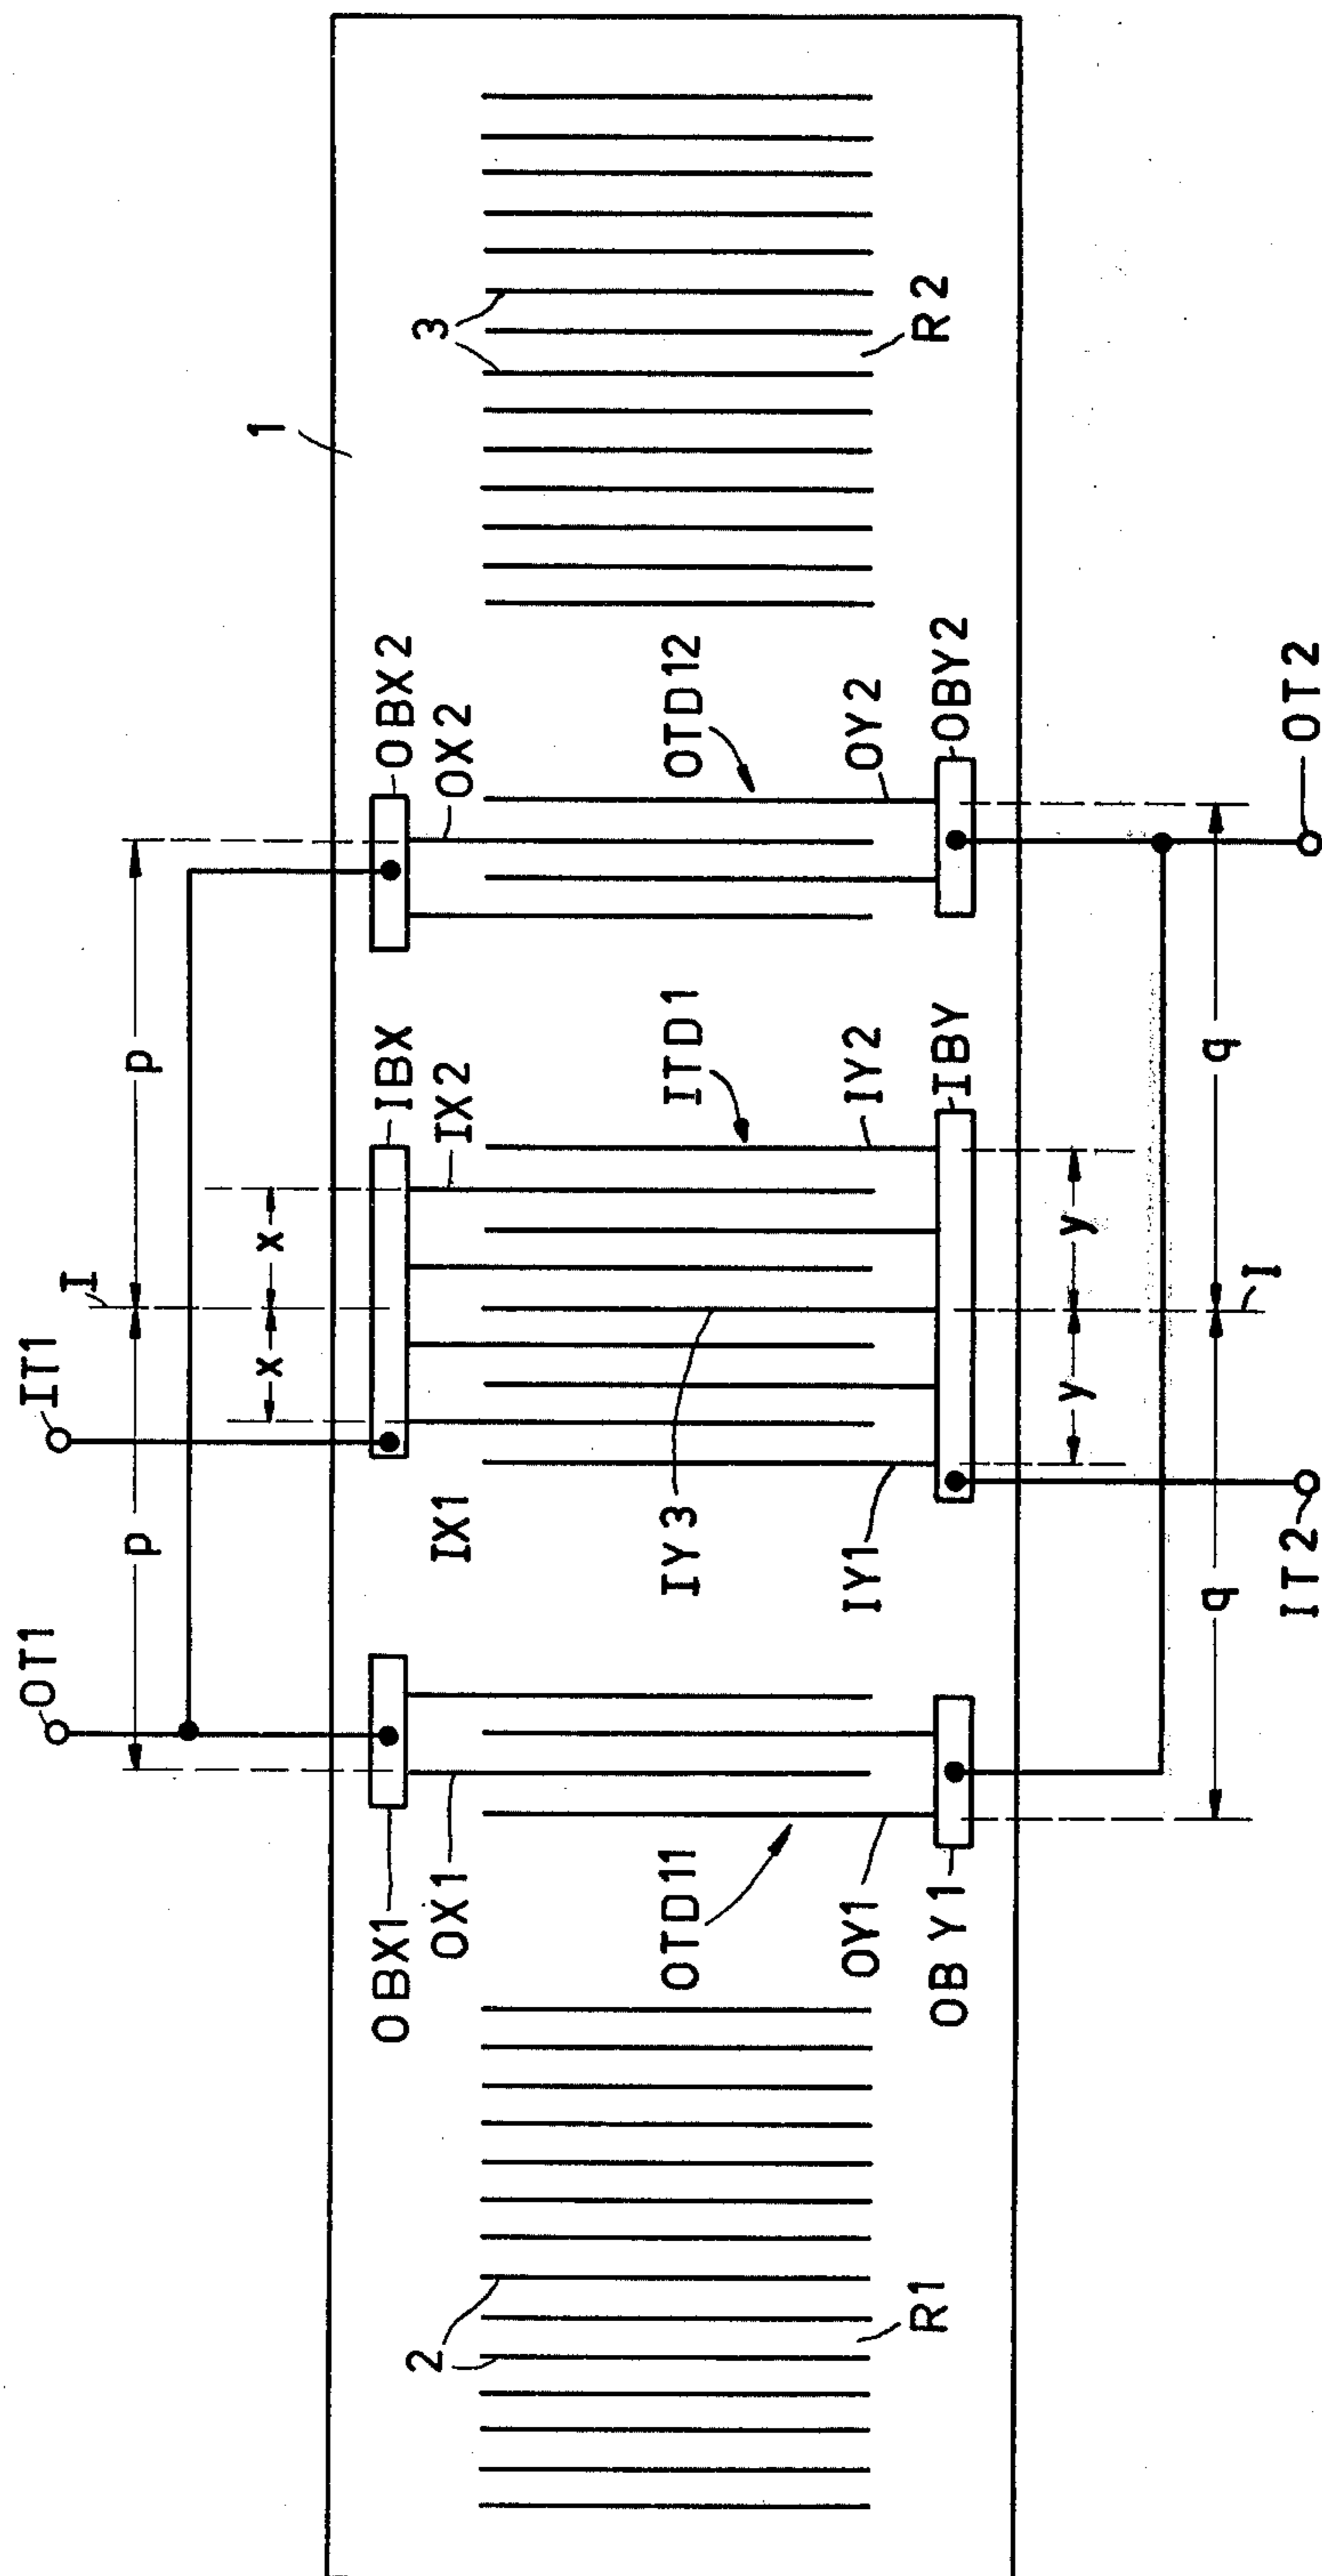 OT1
IT1
I
p
p
x
x
1
OBX1
OX1
IX1
IBX
IX2
OBX2
OX2
3
2
IY3
OTD11
ITD1
OTD12
OY1
IY1
IY2
OY2
R1
R2
OBY1
IBY
OBY2
y
y
I
q
q
IT2
OT2